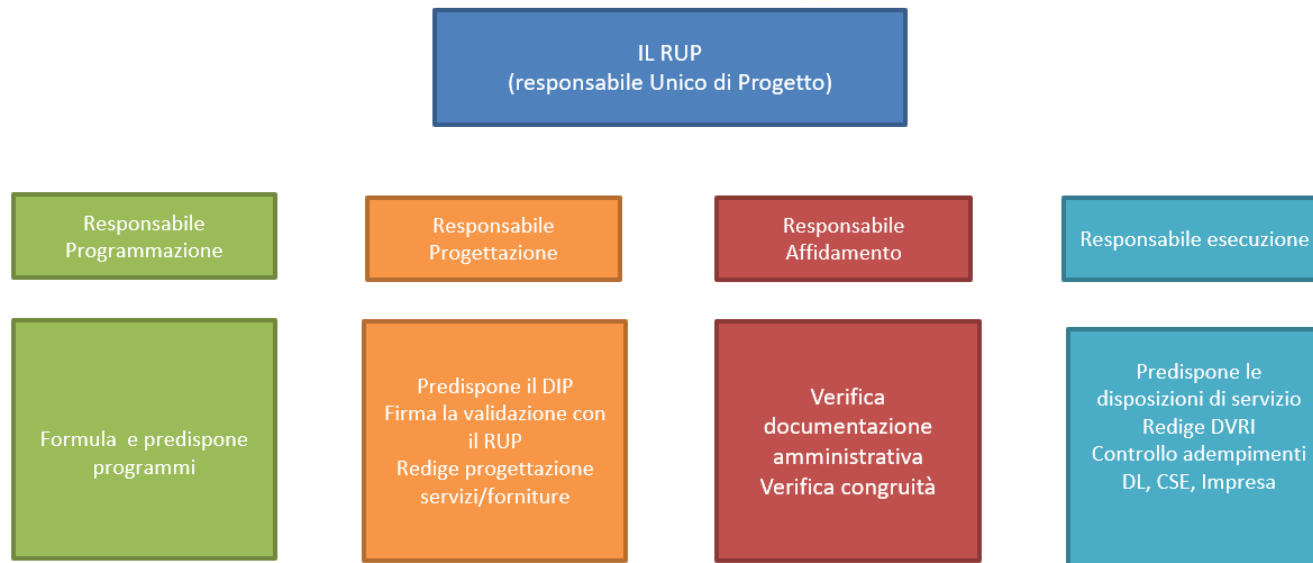 IL RUP
(responsabile Unico di Progetto)
Responsabile
Programmazione
Responsabile
Progettazione
Responsabile
Affidamento
Responsabile esecuzione
Formula e predispone
programmi
Predispone il DIP
Firma la validazione con
il RUP
Redige progettazione
servizi/forniture
Verifica
documentazione
amministrativa
Verifica congruità
Predispone le
disposizioni di servizio
Redige DVRI
Controllo adempimenti
DL, CSE, Impresa